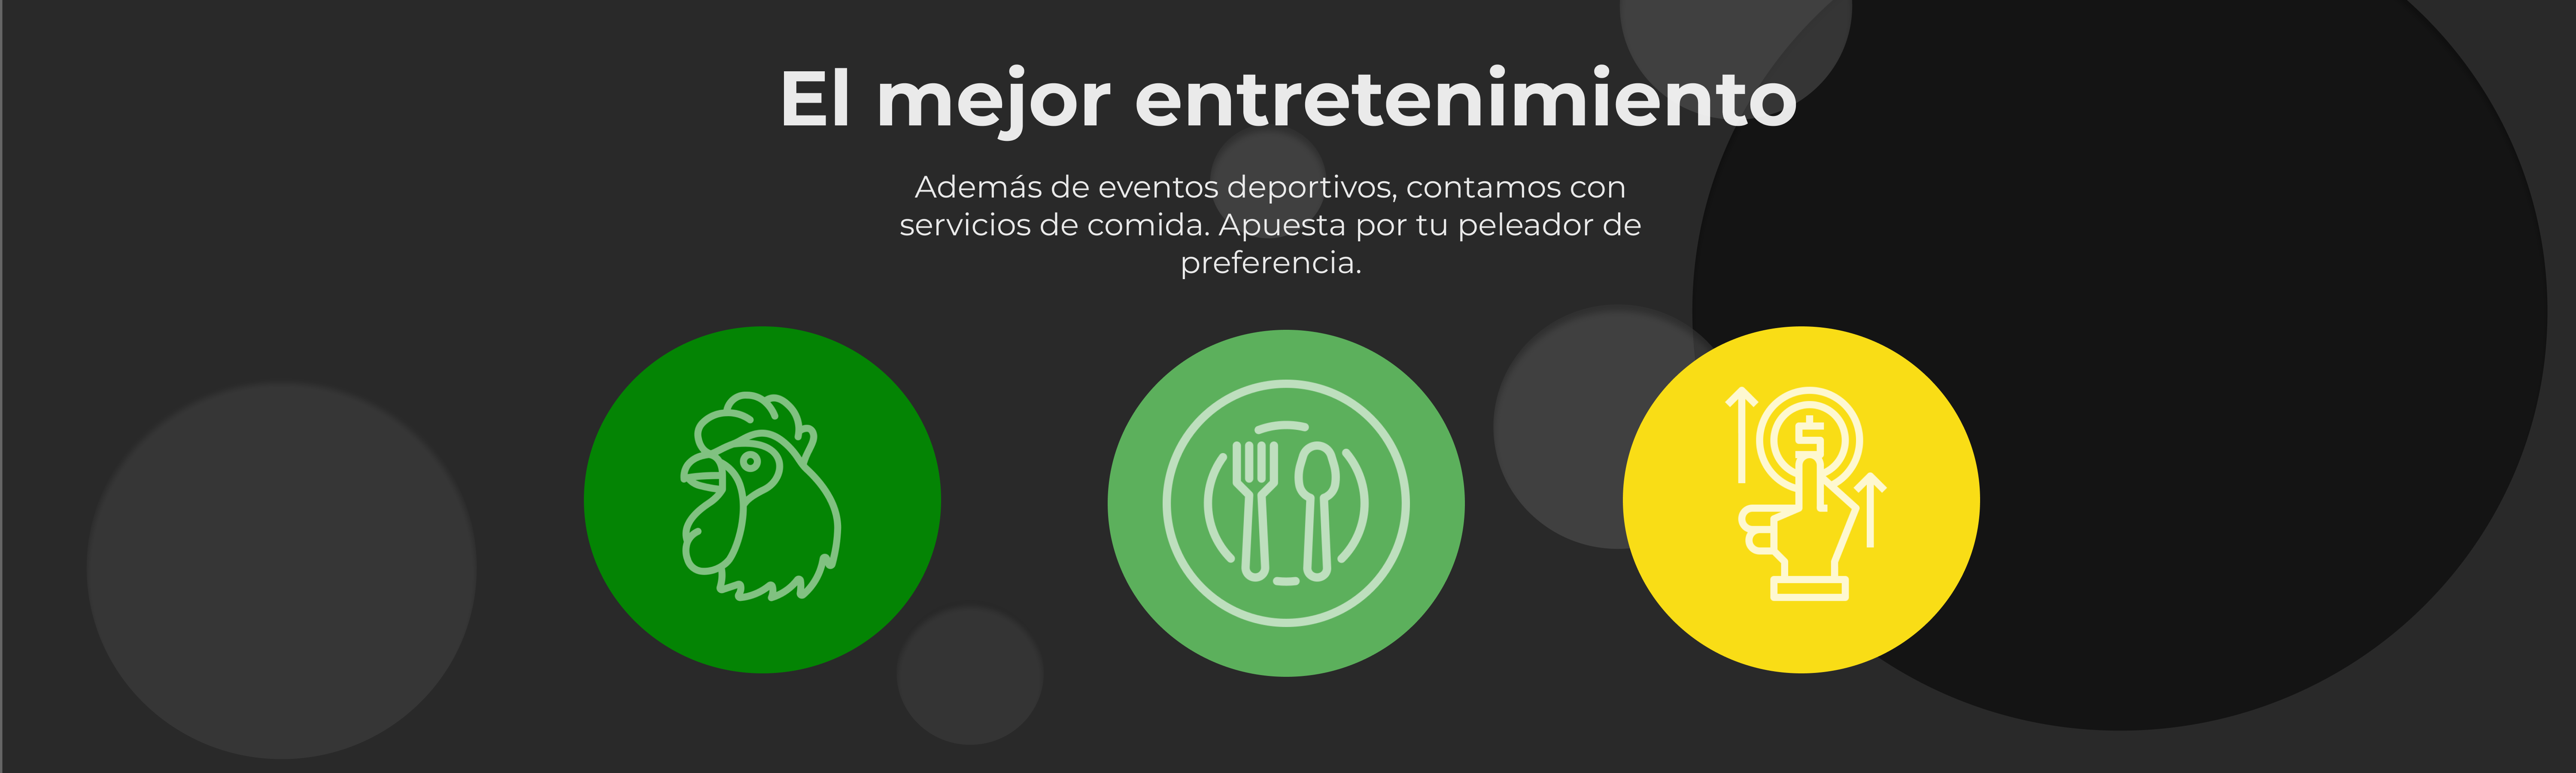 El mejor entretenimiento
Además de eventos deportivos, contamos con
servicios de comida. Apuesta por tu peleador de
preferencia.